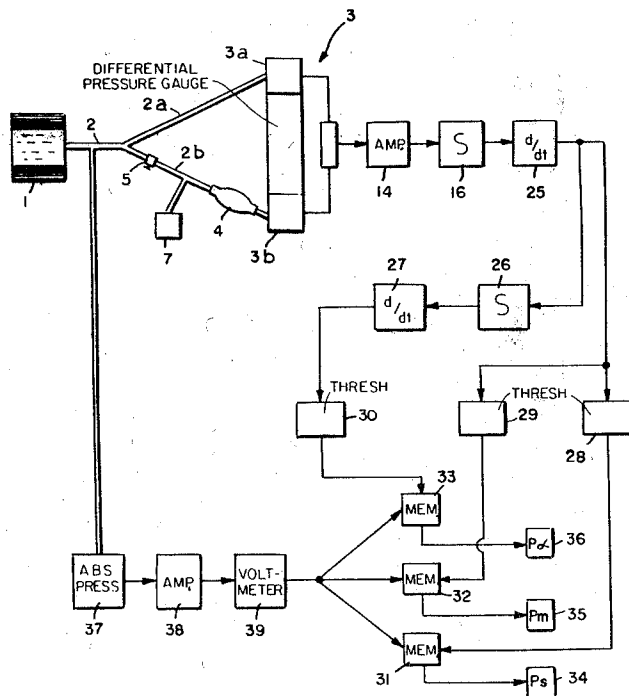 3
3a
DIFFERENTIAL
PRESSURE GAUGE
2a
2
1
5
2b
7
4
3b
AMP.
14
S
16
d/dt
25
27
d/dt
26
S
THRESH
30
THRESH
29
28
33
MEM.
P∝
36
ABS
PRESS
37
AMP.
38
VOLT-
METER
39
MEM.
32
Pm
35
MEM.
31
Ps
34